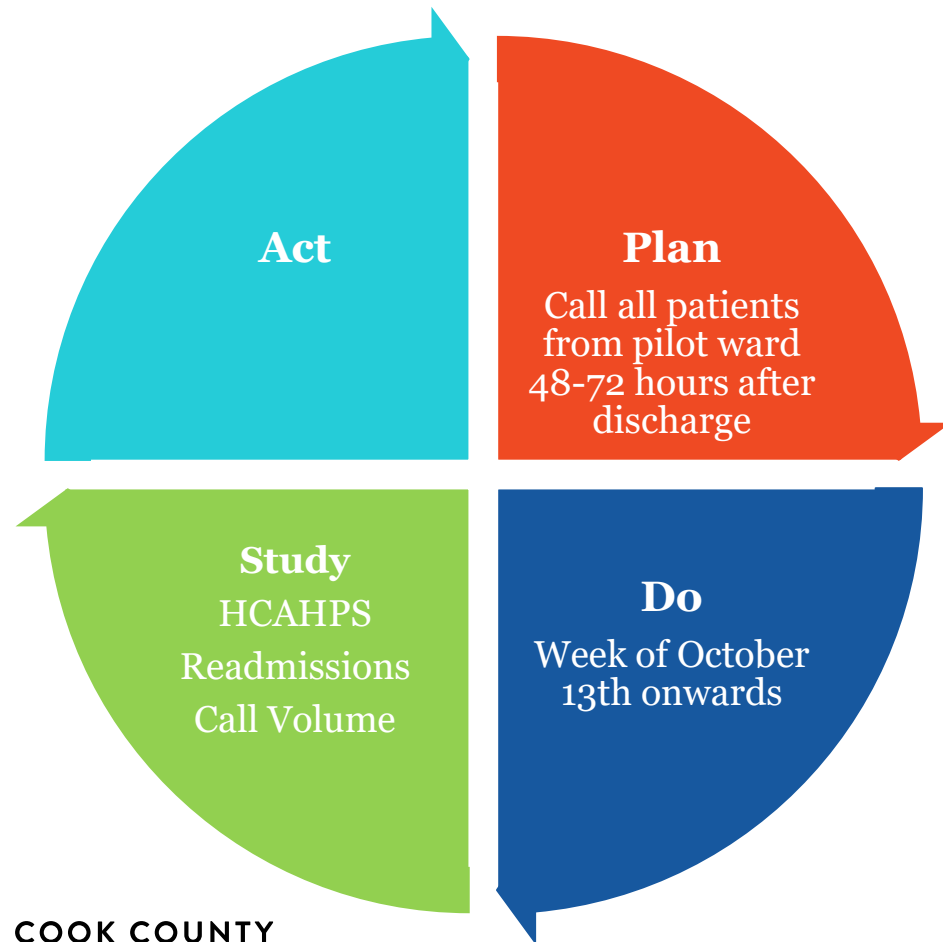 Act
Plan
Call all patients
from pilot ward
48-72 hours after
discharge
Study
HCAHPS
Readmissions
Call Volume
Do
Week of October
13th onwards
COOK COUNTY